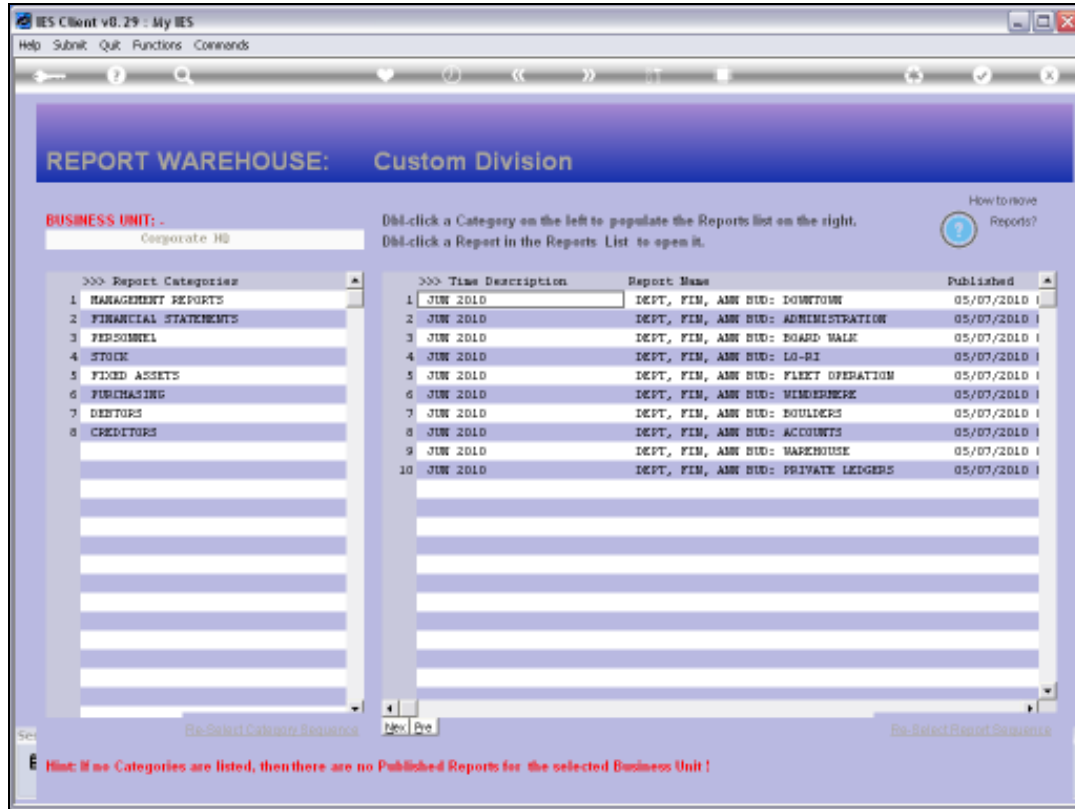 IES Client v8.29 : My IES
Help Submit Quit Functions Commands
REPORT WAREHOUSE: Custom Division
How to move
Reports?
BUSINESS UNIT: -
Corporate HQ
Dbl-click a Category on the left to populate the Reports list on the right.
Dbl-click a Report in the Reports List to open it.
>>> Report Categories
1 MANAGEMENT REPORTS
2 FINANCIAL STATEMENTS
3 PERSONNEL
4 STOCK
5 FIXED ASSETS
6 PURCHASING
7 DEBTORS
8 CREDITORS
>>> Time Description Report Name Published
1 JUN 2010 DEPT, FIN, ANN BUD: DOWNTOWN 05/07/2010
2 JUN 2010 DEPT, FIN, ANN BUD: ADMINISTRATION 05/07/2010
3 JUN 2010 DEPT, FIN, ANN BUD: BOARD WALK 05/07/2010
4 JUN 2010 DEPT, FIN, ANN BUD: LO-RI 05/07/2010
5 JUN 2010 DEPT, FIN, ANN BUD: FLEET OPERATION 05/07/2010
6 JUN 2010 DEPT, FIN, ANN BUD: WINDERMERE 05/07/2010
7 JUN 2010 DEPT, FIN, ANN BUD: BOULDERS 05/07/2010
8 JUN 2010 DEPT, FIN, ANN BUD: ACCOUNTS 05/07/2010
9 JUN 2010 DEPT, FIN, ANN BUD: WAREHOUSE 05/07/2010
10 JUN 2010 DEPT, FIN, ANN BUD: PRIVATE LEDGERS 05/07/2010
Re-Select Category Sequence Nex Pre Re-Select Report Sequence
Hint: If no Categories are listed, then there are no Published Reports for the selected Business Unit !